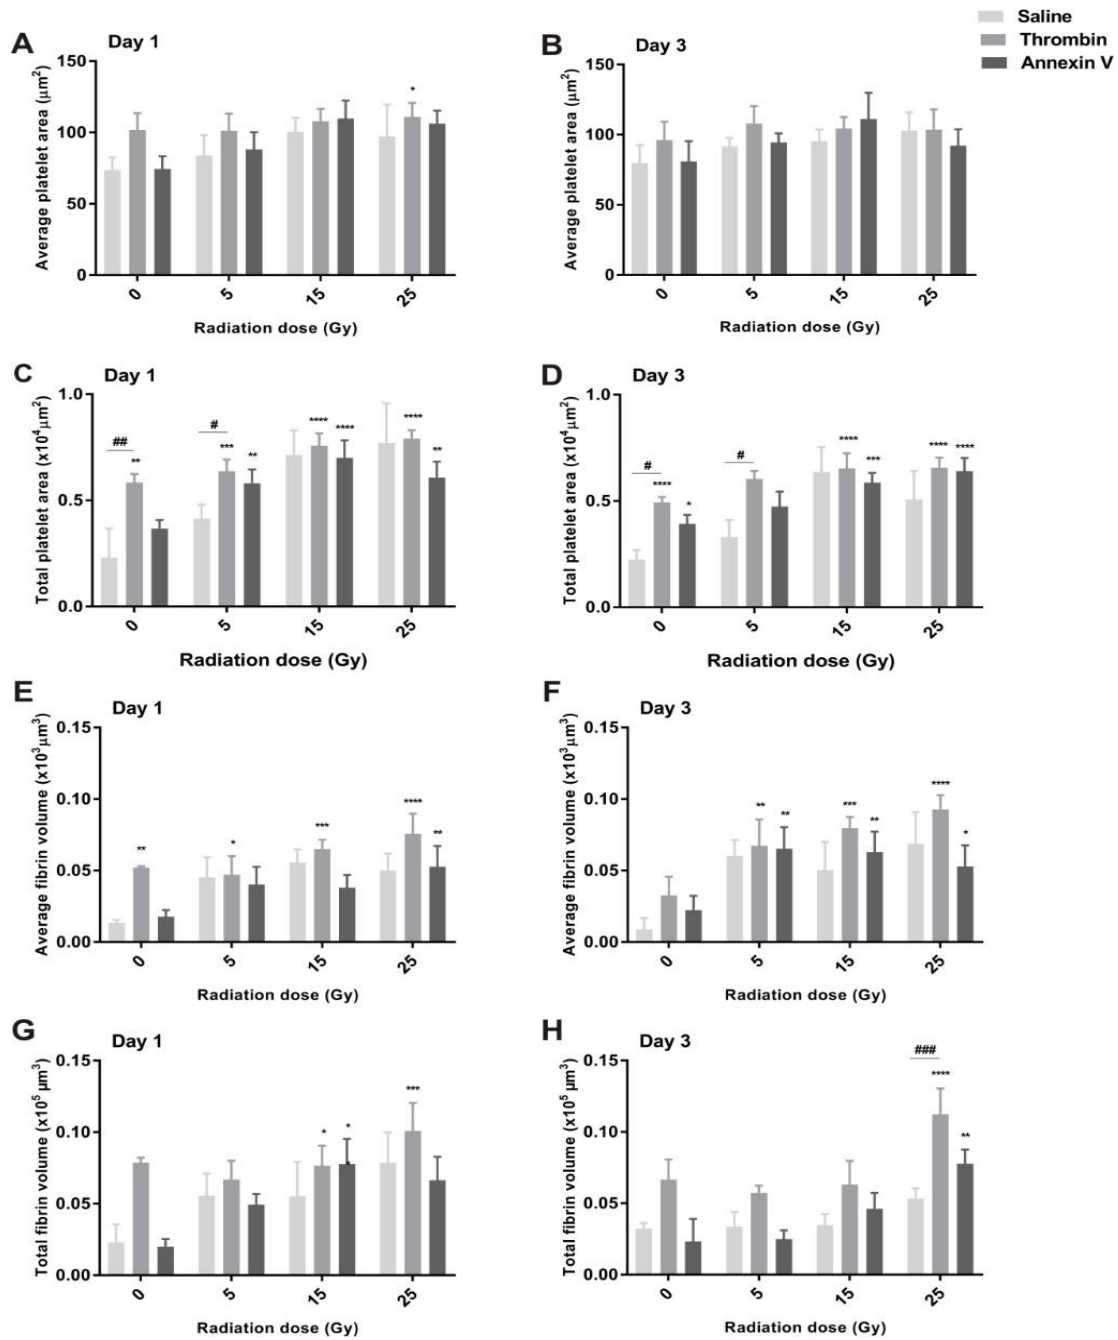 Saline
Thrombin
Annexin V
A
Day 1
Average platelet area (μm²)
150
100
50
0
*
0
5
15
25
Radiation dose (Gy)
B
Day 3
Average platelet area (μm²)
150
100
50
0
0
5
15
25
Radiation dose (Gy)
C
Day 1
Total platelet area (x10⁴μm²)
1.0
0.5
0.0
##
**
#
***
**
****
****
****
**
0
5
15
25
Radiation dose (Gy)
D
Day 3
Total platelet area (x10⁴μm²)
1.0
0.5
0.0
#
****
*
#
****
***
****
****
0
5
15
25
Radiation dose (Gy)
E
Day 1
Average fibrin volume (x10³μm³)
0.15
0.10
0.05
0.00
**
*
***
****
**
0
5
15
25
Radiation dose (Gy)
F
Day 3
Average fibrin volume (x10³μm³)
0.15
0.10
0.05
0.00
**
**
***
**
****
*
0
5
15
25
Radiation dose (Gy)
G
Day 1
Total fibrin volume (x10⁵ μm³)
0.15
0.10
0.05
0.00
*
*
***
0
5
15
25
Radiation dose (Gy)
H
Day 3
Total fibrin volume (x10⁵ μm³)
0.15
0.10
0.05
0.00
###
****
**
0
5
15
25
Radiation dose (Gy)